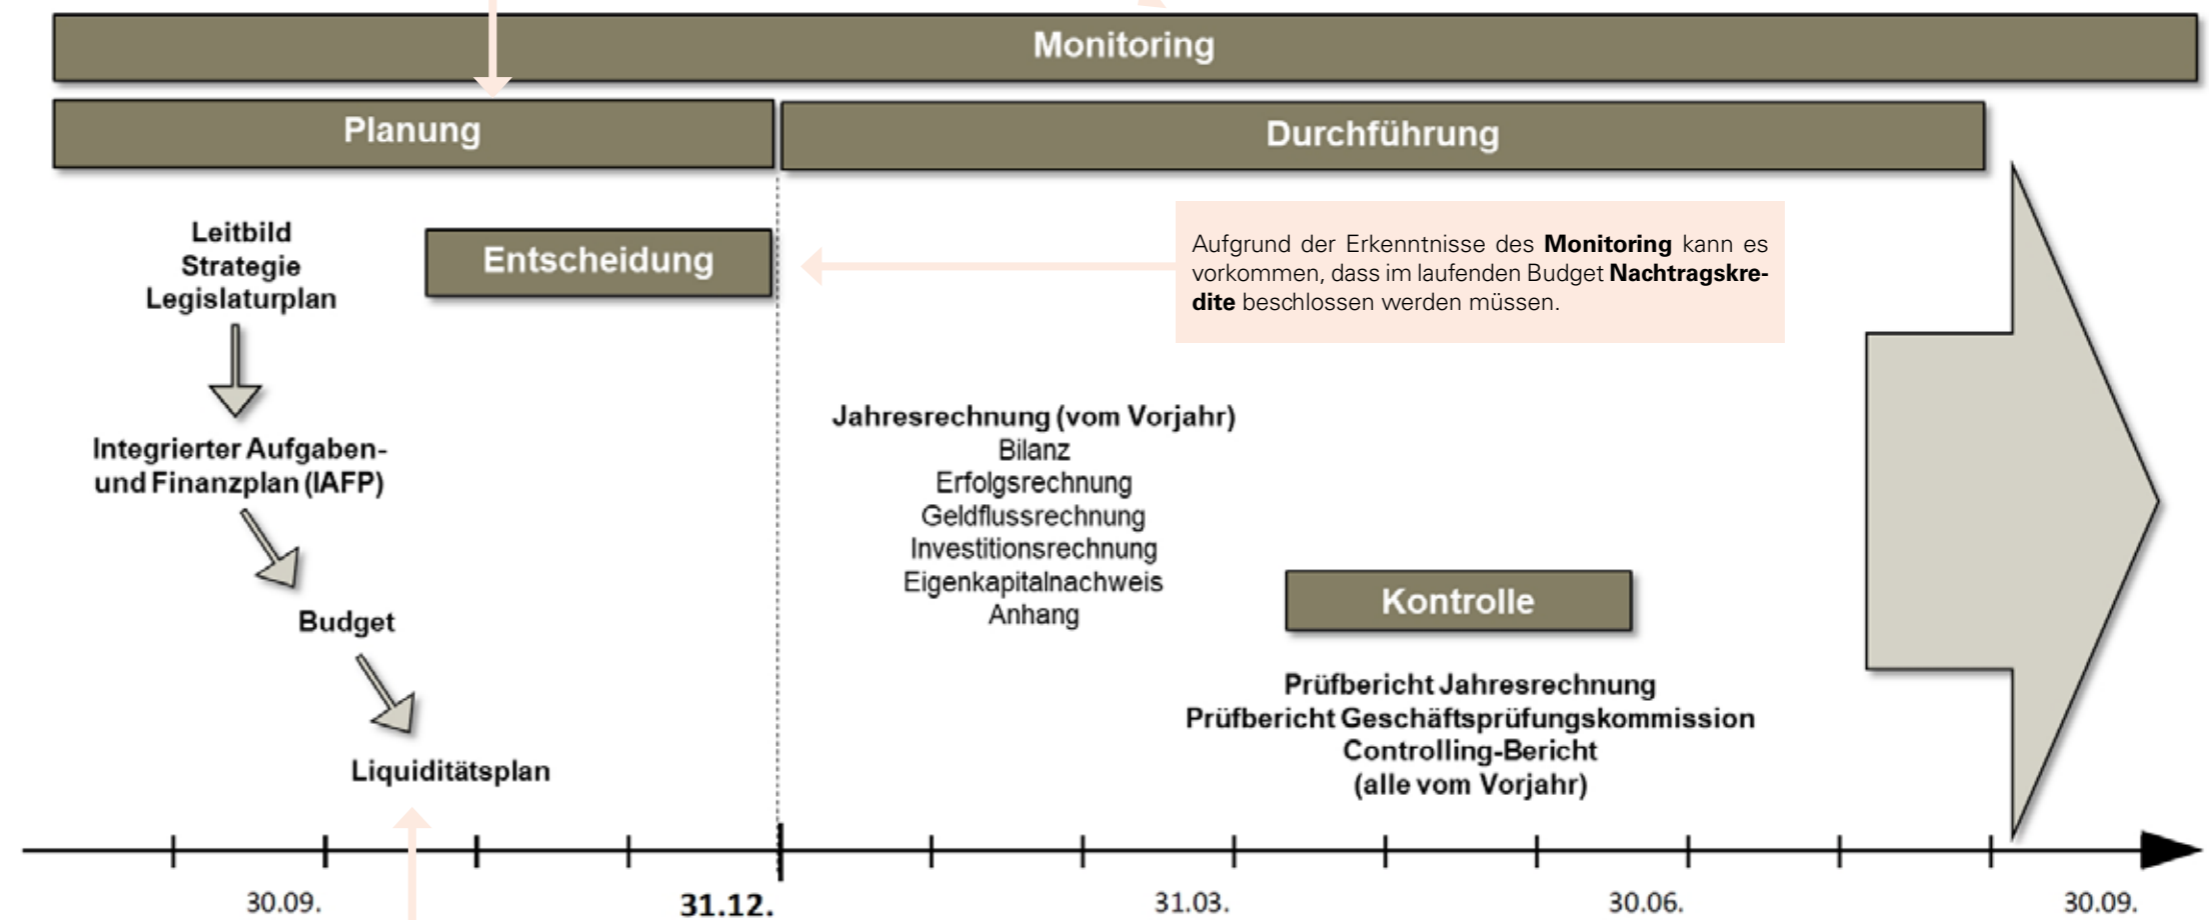 Monitoring
Planung
Durchführung
Leitbild
Strategie
Legislaturplan
Entscheidung
Aufgrund der Erkenntnisse des Monitoring kann es
vorkommen, dass im laufenden Budget Nachtragskre-
dite beschlossen werden müssen.
Integrierter Aufgaben-
und Finanzplan (IAFP)
Budget
Liquiditätsplan
Jahresrechnung (vom Vorjahr)
Bilanz
Erfolgsrechnung
Geldflussrechnung
Investitionsrechnung
Eigenkapitalnachweis
Anhang
Kontrolle
Prüfbericht Jahresrechnung
Prüfbericht Geschäftsprüfungskommission
Controlling-Bericht
(alle vom Vorjahr)
30.09.
31.12.
31.03.
30.06.
30.09.